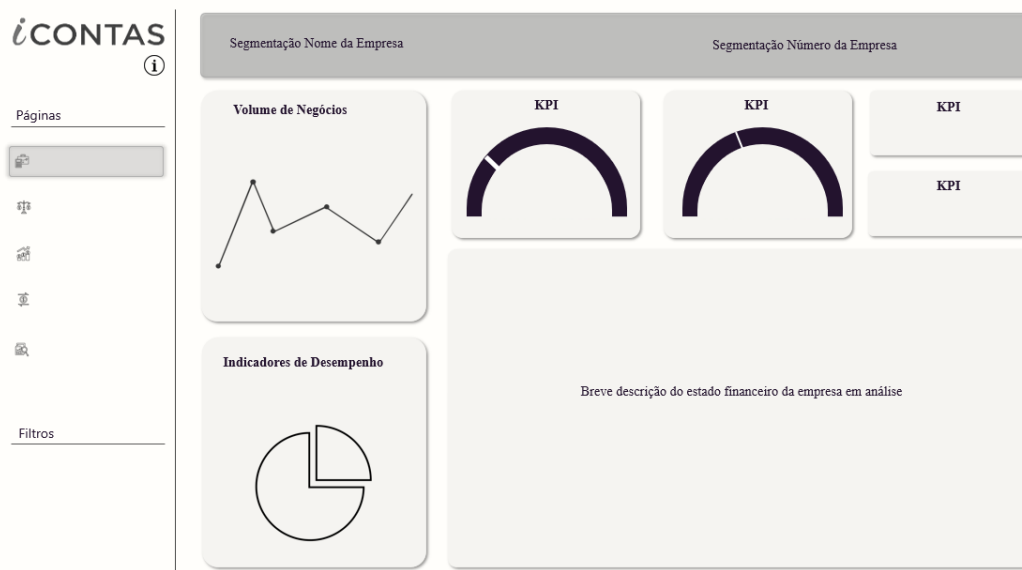 iCONTAS
i
Páginas
Filtros
Segmentação Nome da Empresa
Segmentação Número da Empresa
Volume de Negócios
KPI
KPI
KPI
KPI
Indicadores de Desempenho
Breve descrição do estado financeiro da empresa em análise